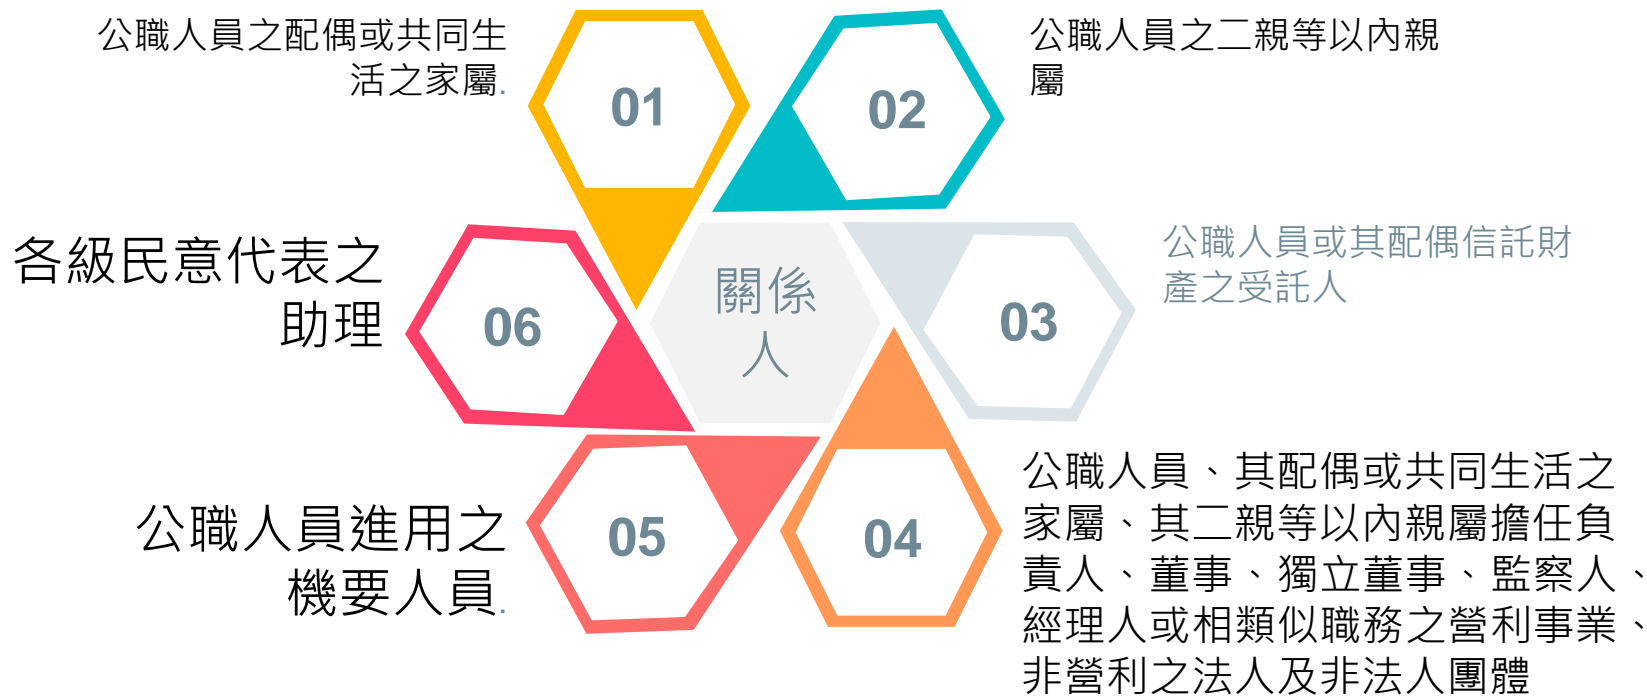 公職人員之配偶或共同生
活之家屬.
01
02
公職人員之二親等以內親
屬
03
公職人員或其配偶信託財
產之受託人
04
公職人員、其配偶或共同生活之
家屬、其二親等以內親屬擔任負
責人、董事、獨立董事、監察人、
經理人或相類似職務之營利事業、
非營利之法人及非法人團體
05
公職人員進用之
機要人員.
06
各級民意代表之
助理
關係
人